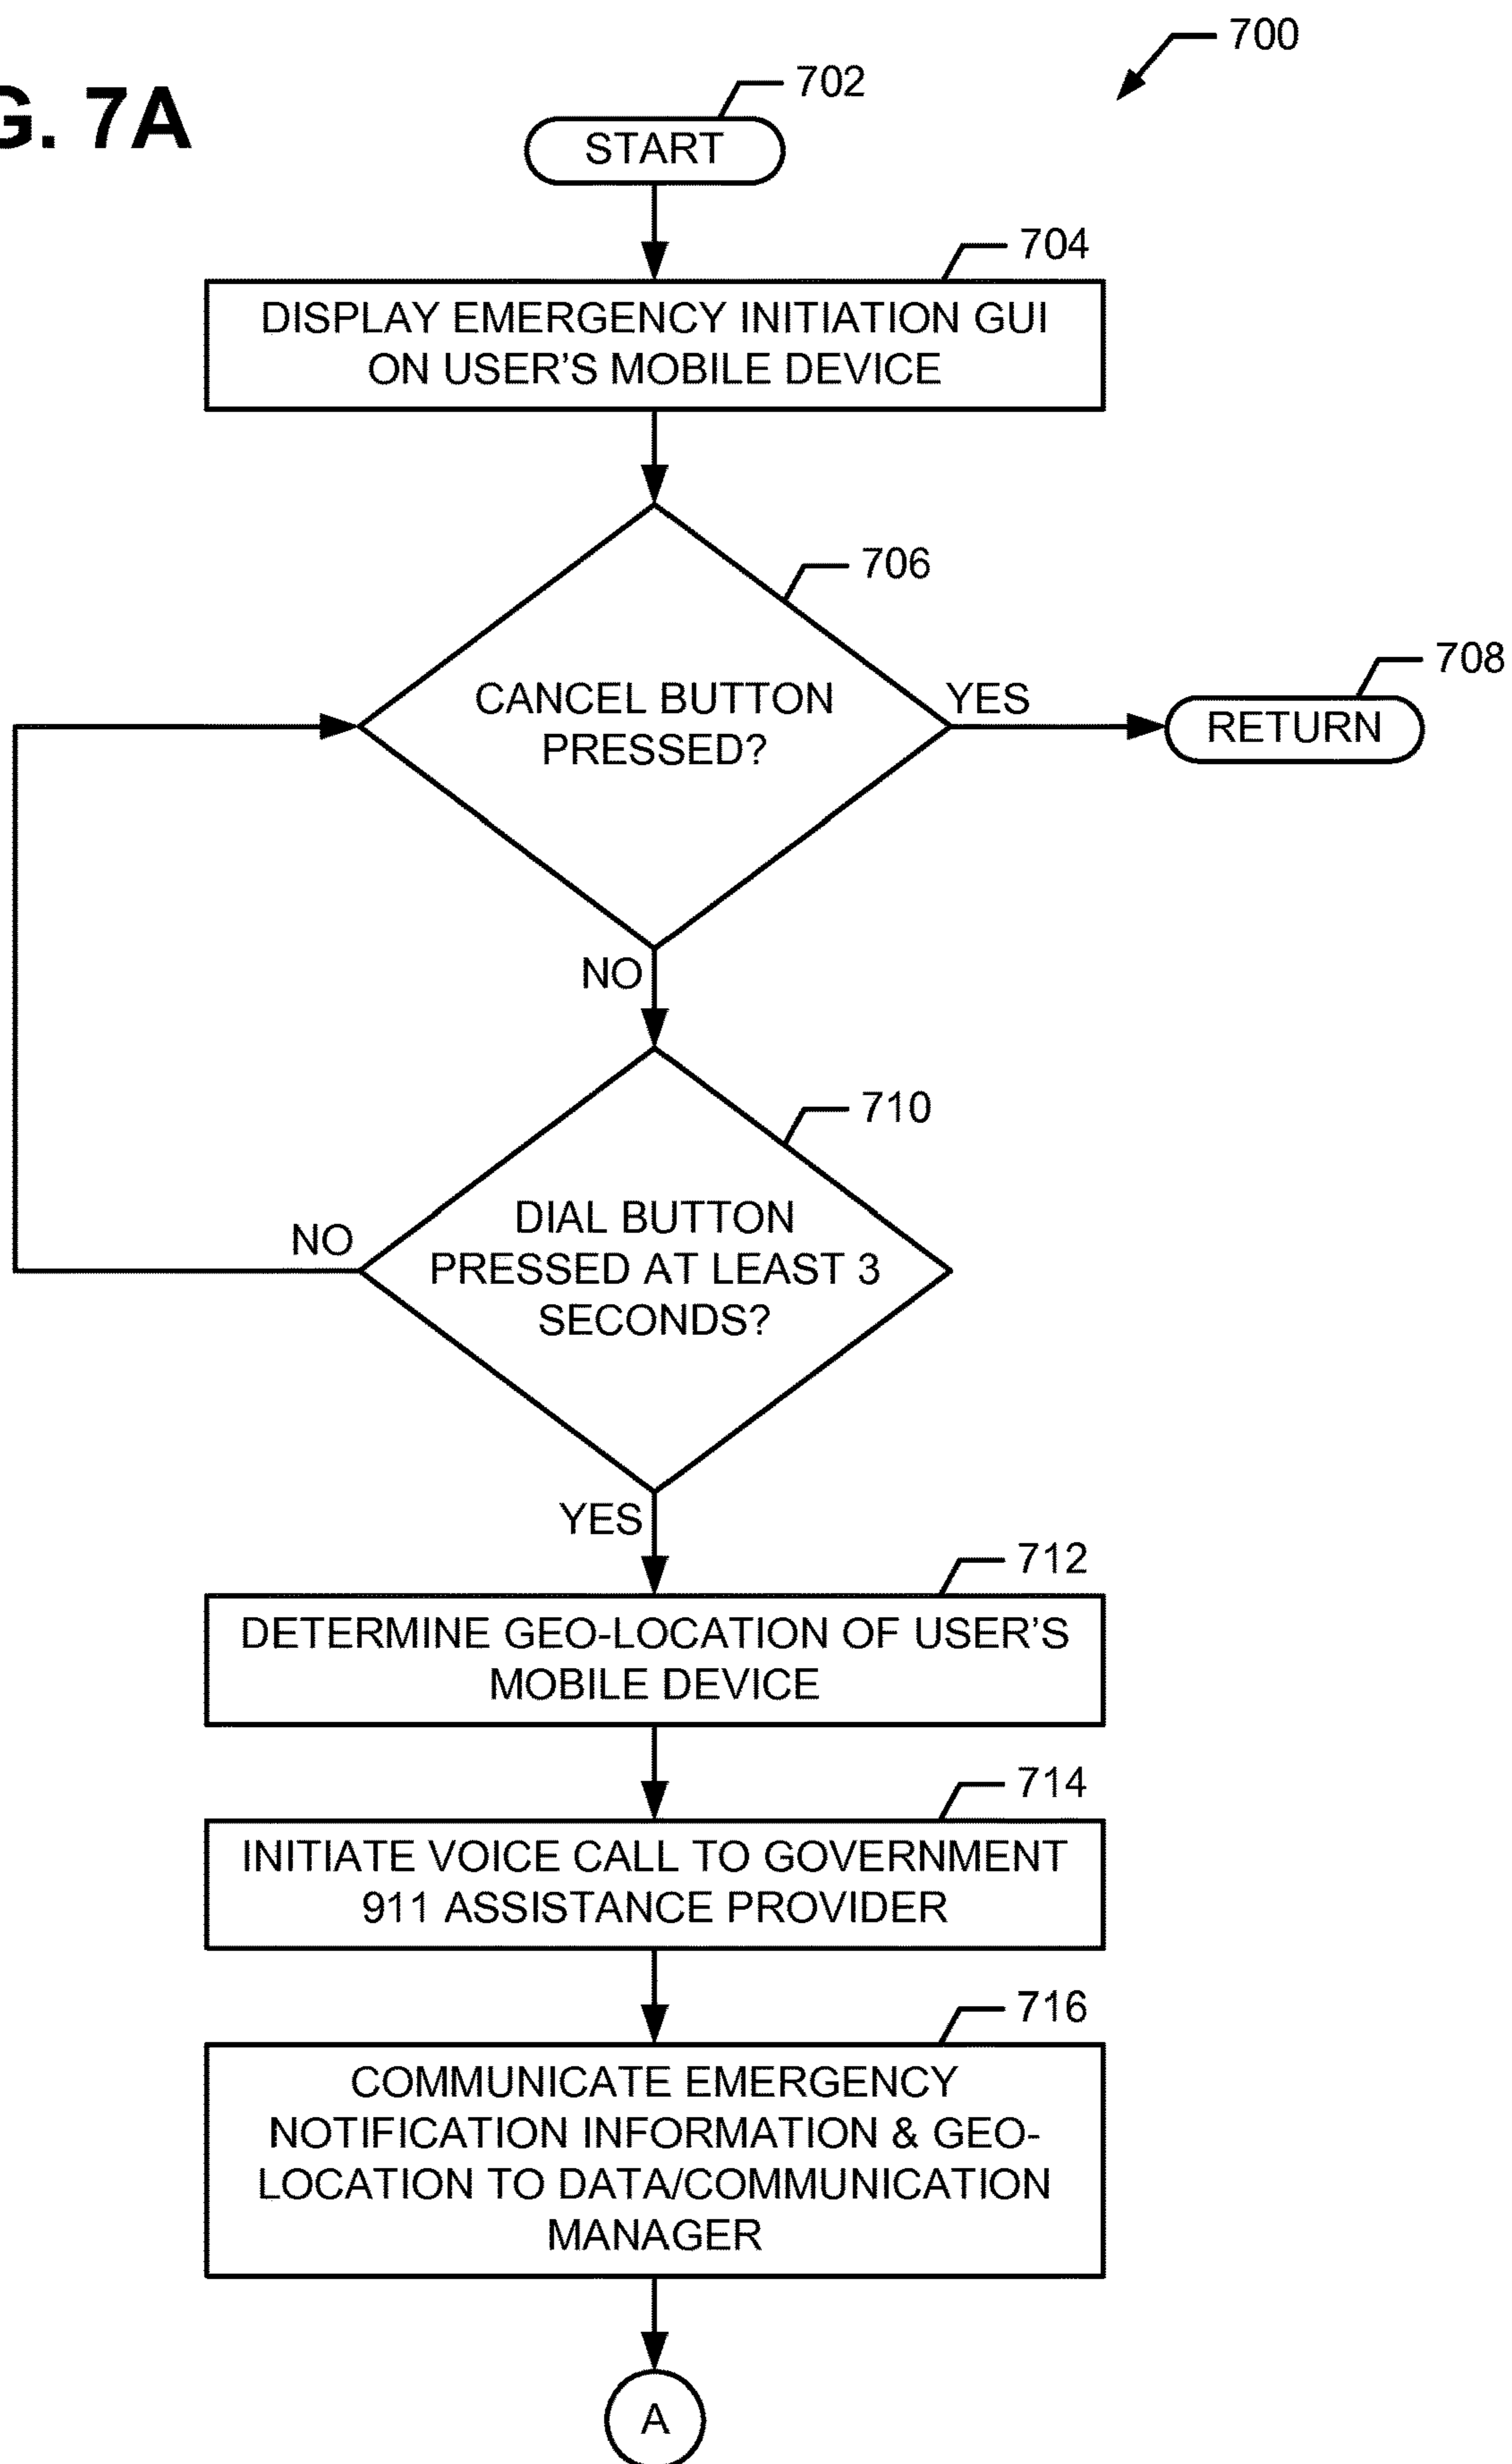 G. 7A
700
702
START
704
DISPLAY EMERGENCY INITIATION GUI
ON USER'S MOBILE DEVICE
706
CANCEL BUTTON
PRESSED?
YES
708
RETURN
NO
710
DIAL BUTTON
PRESSED AT LEAST 3
SECONDS?
NO
YES
712
DETERMINE GEO-LOCATION OF USER'S
MOBILE DEVICE
714
INITIATE VOICE CALL TO GOVERNMENT
911 ASSISTANCE PROVIDER
716
COMMUNICATE EMERGENCY
NOTIFICATION INFORMATION & GEO-
LOCATION TO DATA/COMMUNICATION
MANAGER
A